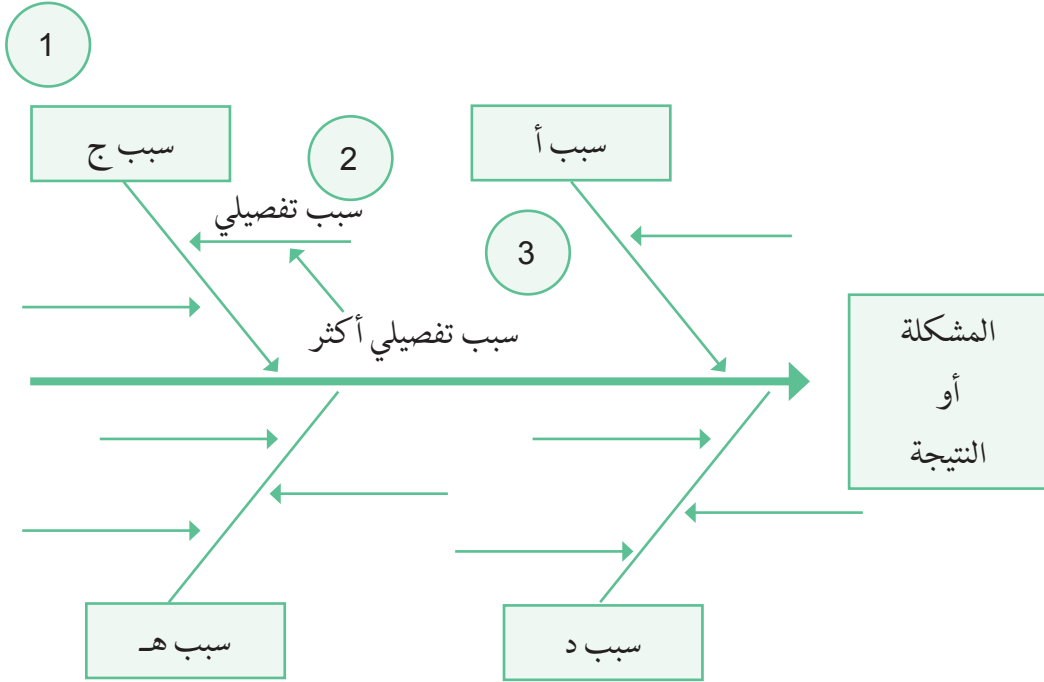 1
سبب ج
سبب أ
2
سبب تفصيلي
3
سبب تفصيلي أكثر
المشكلة
أو
النتيجة
سبب هـ
سبب د